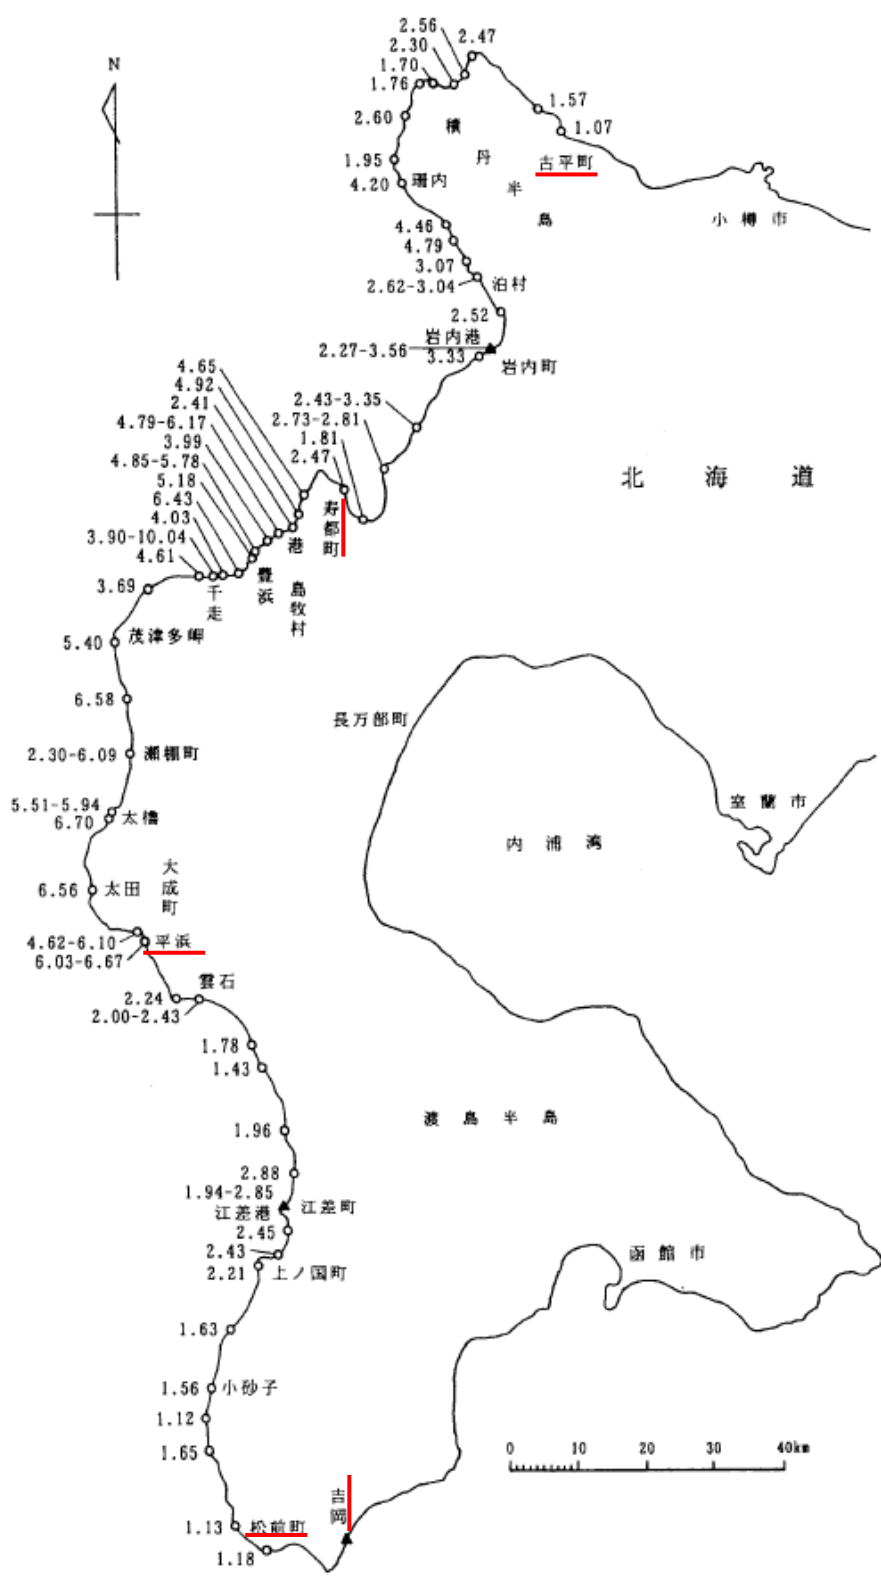 N
2.56
2.47
2.30
1.70
1.76
2.60
1.57
1.07
積丹半島
古平町
1.95
4.20
珊内
小樽市
4.46
4.79
3.07
2.62-3.04
泊村
2.52
岩内港
2.27-3.56
3.33
岩内町
4.65
4.92
2.41
4.79-6.17
3.99
4.85-5.78
5.18
6.43
4.03
3.90-10.04
4.61
2.43-3.35
2.73-2.81
1.81
2.47
北海道
寿都町
港
島牧村
豊浜
千走
3.69
5.40
茂津多岬
6.58
長万部町
2.30-6.09
瀬棚町
室蘭市
5.51-5.94
6.70
太櫓
内浦湾
大成町
6.56
太田
4.62-6.10
平浜
6.03-6.67
雲石
2.24
2.00-2.43
1.78
1.43
渡島半島
1.96
2.88
1.94-2.85
江差港
江差町
2.45
2.43
2.21
上ノ国町
函館市
1.63
1.56
小砂子
1.12
1.65
0 10 20 30 40km
吉岡
1.13
松前町
1.18